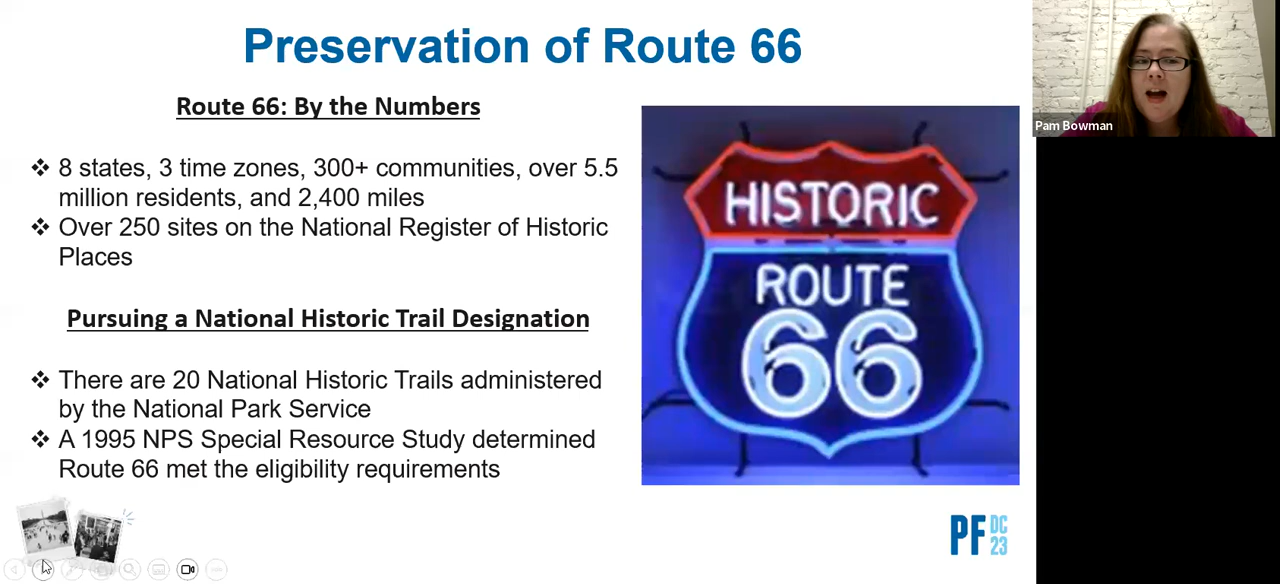 Preservation of Route 66
Route 66: By the Numbers
❖ 8 states, 3 time zones, 300+ communities, over 5.5
million residents, and 2,400 miles
❖ Over 250 sites on the National Register of Historic
Places
Pursuing a National Historic Trail Designation
❖ There are 20 National Historic Trails administered
by the National Park Service
❖ A 1995 NPS Special Resource Study determined
Route 66 met the eligibility requirements
HISTORIC
ROUTE
66
PF DC
23
Pam Bowman